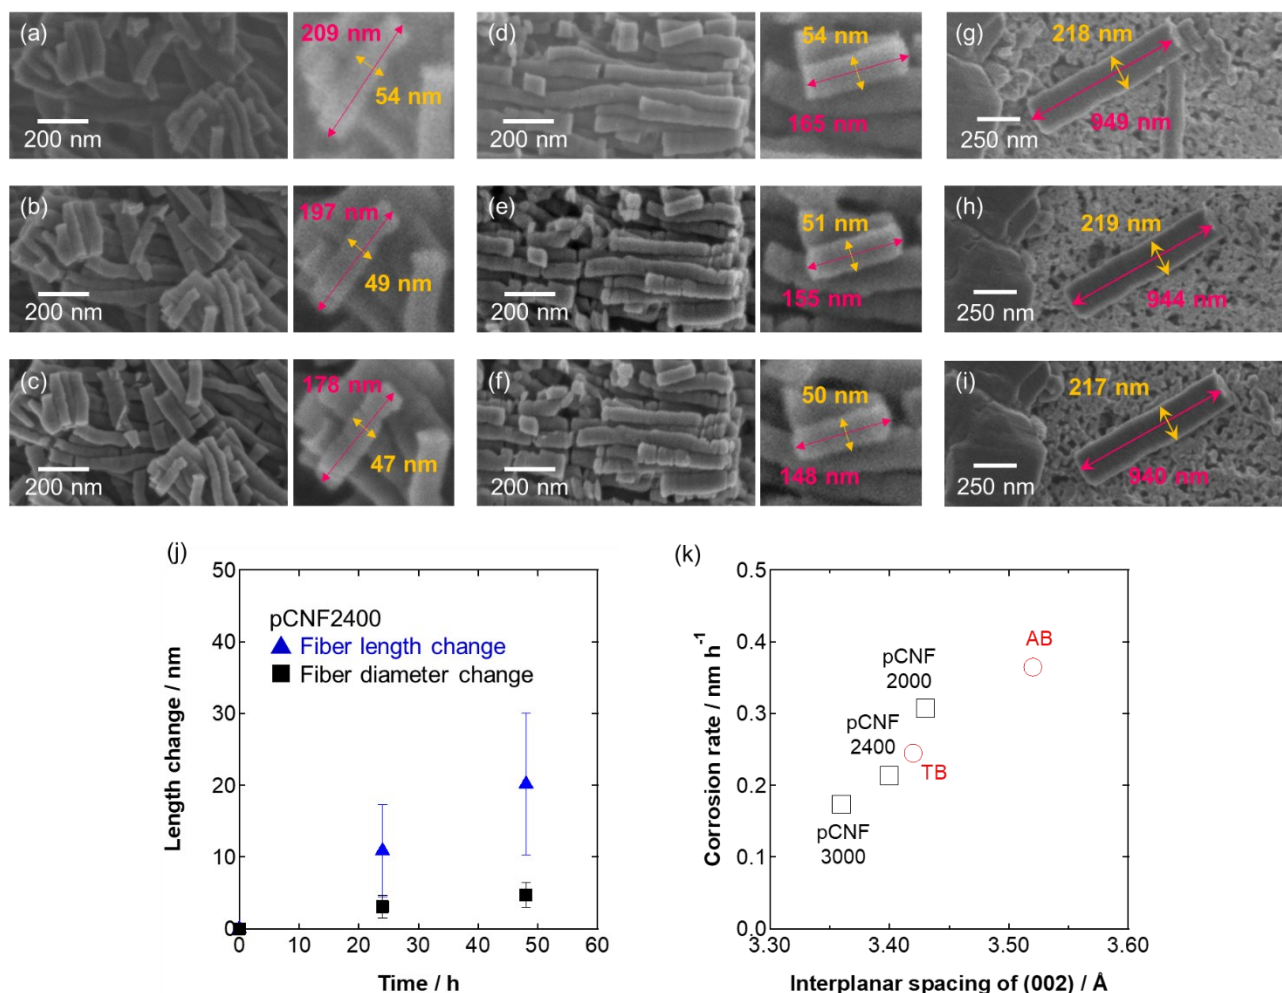 (a)
209 nm
54 nm
200 nm
(d)
54 nm
165 nm
200 nm
(g)
218 nm
949 nm
250 nm
(b)
197 nm
49 nm
200 nm
(e)
51 nm
155 nm
200 nm
(h)
219 nm
944 nm
250 nm
(c)
178 nm
47 nm
200 nm
(f)
50 nm
148 nm
200 nm
(i)
217 nm
940 nm
250 nm
(j)
50
40
30
20
10
0
0 10 20 30 40 50 60
Length change / nm
Time / h
pCNF2400
Fiber length change
Fiber diameter change
(k)
0.5
0.4
0.3
0.2
0.1
0.0
3.30 3.40 3.50 3.60
Corrosion rate / nm h⁻¹
Interplanar spacing of (002) / Å
AB
pCNF
2000
pCNF
2400
TB
pCNF
3000